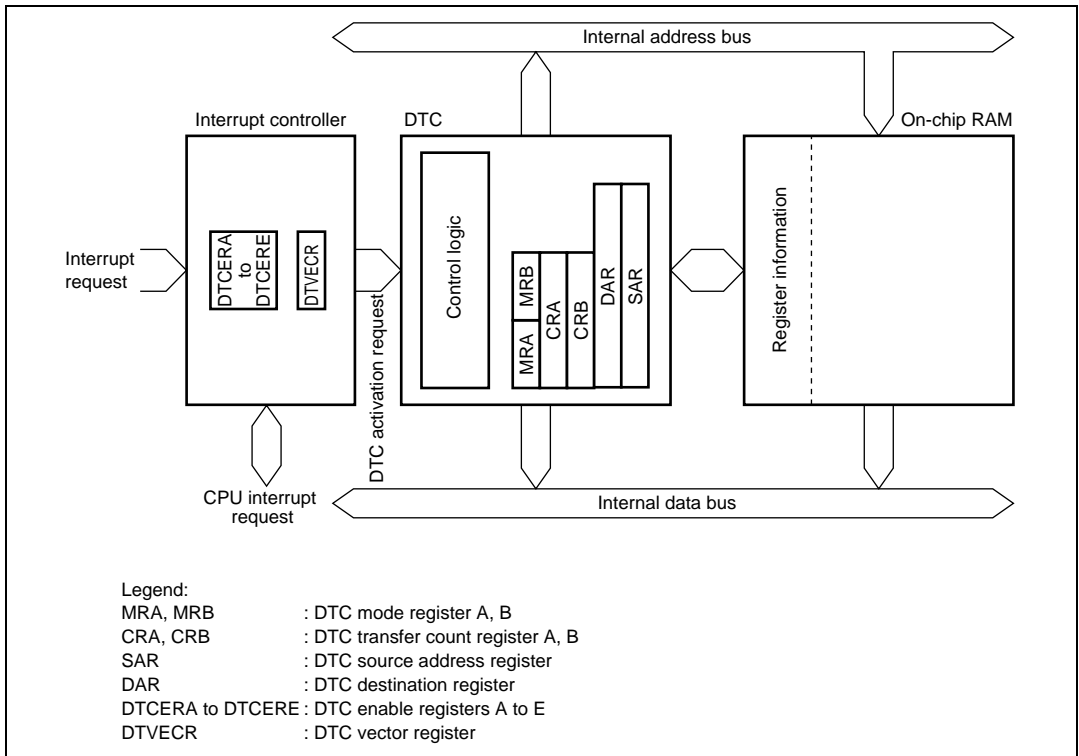 Internal address bus
Interrupt controller
DTC
On-chip RAM
Interrupt
request
DTCERA
to
DTCERE
DTVECR
DTC activation request
Control logic
MRA
MRB
CRA
CRB
DAR
SAR
Register information
CPU interrupt
request
Internal data bus
Legend:
MRA, MRB : DTC mode register A, B
CRA, CRB : DTC transfer count register A, B
SAR : DTC source address register
DAR : DTC destination register
DTCERA to DTCERE : DTC enable registers A to E
DTVECR : DTC vector register